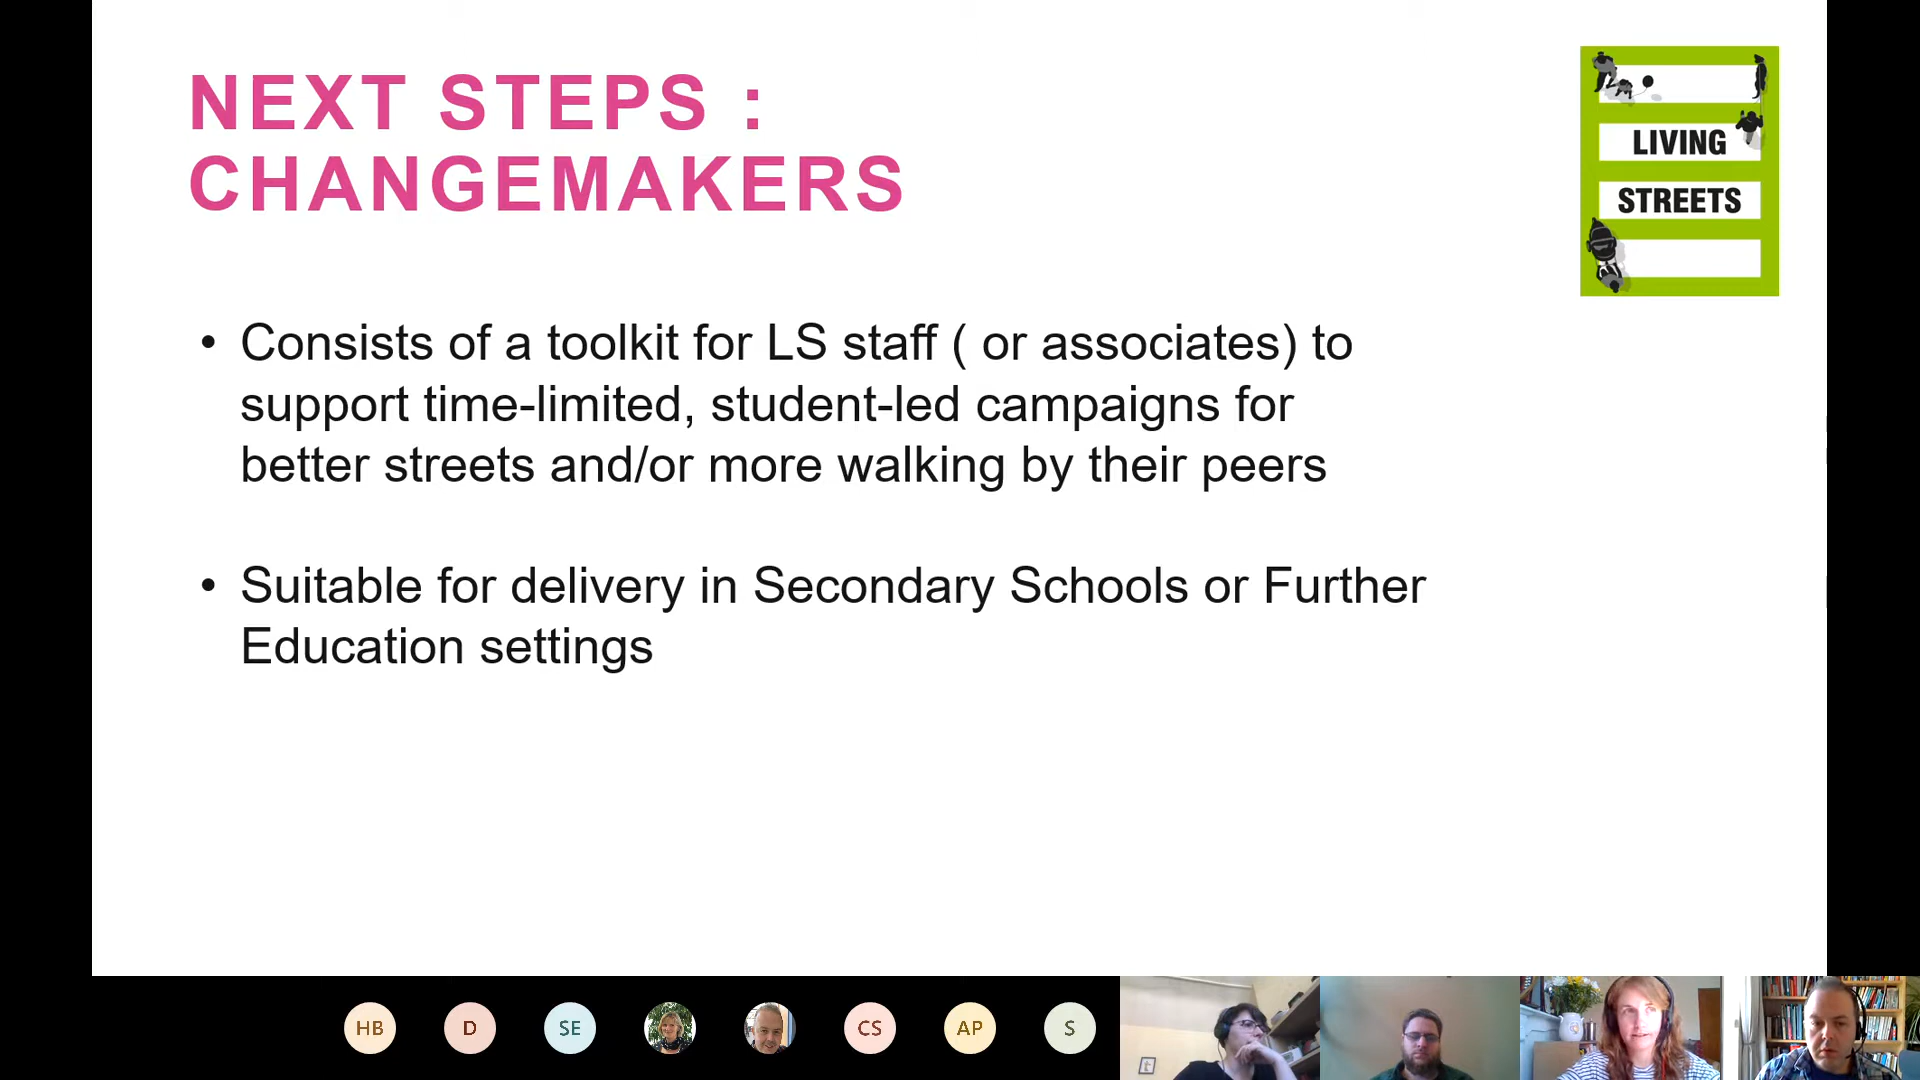 NEXT STEPS :
CHANGEMAKERS
LIVING
STREETS
• Consists of a toolkit for LS staff ( or associates) to
support time-limited, student-led campaigns for
better streets and/or more walking by their peers
• Suitable for delivery in Secondary Schools or Further
Education settings
HB D SE CS AP S